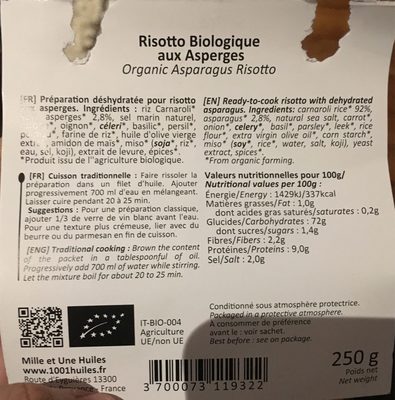 Risotto Biologique
aux Asperges
Organic Asparagus Risotto
[FR] Préparation déshydratée pour risotto
asperges. Ingrédients : riz Carnaroli*
asperges* 2,8%, sel marin naturel,
oignon*, céleri*, basilic*, persil*,
farine de riz*, huile d'olive vierge
amidon de maïs*, miso* (soja*, riz*,
eau, sel, koji), extrait de levure, épices*.
*Produit issu de l'agriculture biologique.
[EN] Ready-to-cook risotto with dehydrated
asparagus. Ingredients: carnaroli rice* 92%,
asparagus* 2,8%, natural sea salt, carrot*,
onion*, celery*, basil*, parsley*, leek*, rice
flour*, extra virgin olive oil*, corn starch*,
miso* (soy*, rice*, water, salt, koji), yeast
extract, spices*.
*From organic farming.
[FR] Cuisson traditionnelle : Faire rissoler la
préparation dans un filet d'huile. Ajouter
progressivement 700 ml d'eau en mélangeant.
Laisser cuire pendant 20 à 25 min.
Suggestions : Pour une préparation classique,
ajouter 1/3 de verre de vin blanc avant l'eau.
Pour une texture plus crémeuse, lier avec du
beurre ou du parmesan en fin de cuisson.
[EN] Traditional cooking : Brown the content
of the packet in a tablespoonful of oil.
Progressively add 700 ml of water while stirring.
Let the mixture boil for about 20 to 25 min.
Valeurs nutritionnelles pour 100g/
Nutritional values per 100g :
Énergie/Energy : 1429kj/337kcal
Matières grasses/Fat : 1,0g
dont acides gras saturés/saturates : 0,2g
Glucides/Carbohydrates : 72g
dont sucres/sugars : 1,4g
Fibres/Fibers : 2,2g
Protéines/Proteins : 9,0g
Sel/Salt : 2,0g
IT-BIO-004
Agriculture
UE/non UE
Conditionné sous atmosphère protectrice.
Packaged in a protective atmosphere.
A consommer de préférence
avant le : voir sachet.
Best before : see on package.
Mille et Une Huiles
www.1001huiles.fr
Route d'Eyguières 13300
Provence - France
3 700073 119322
250 g
Poids net
Net weight